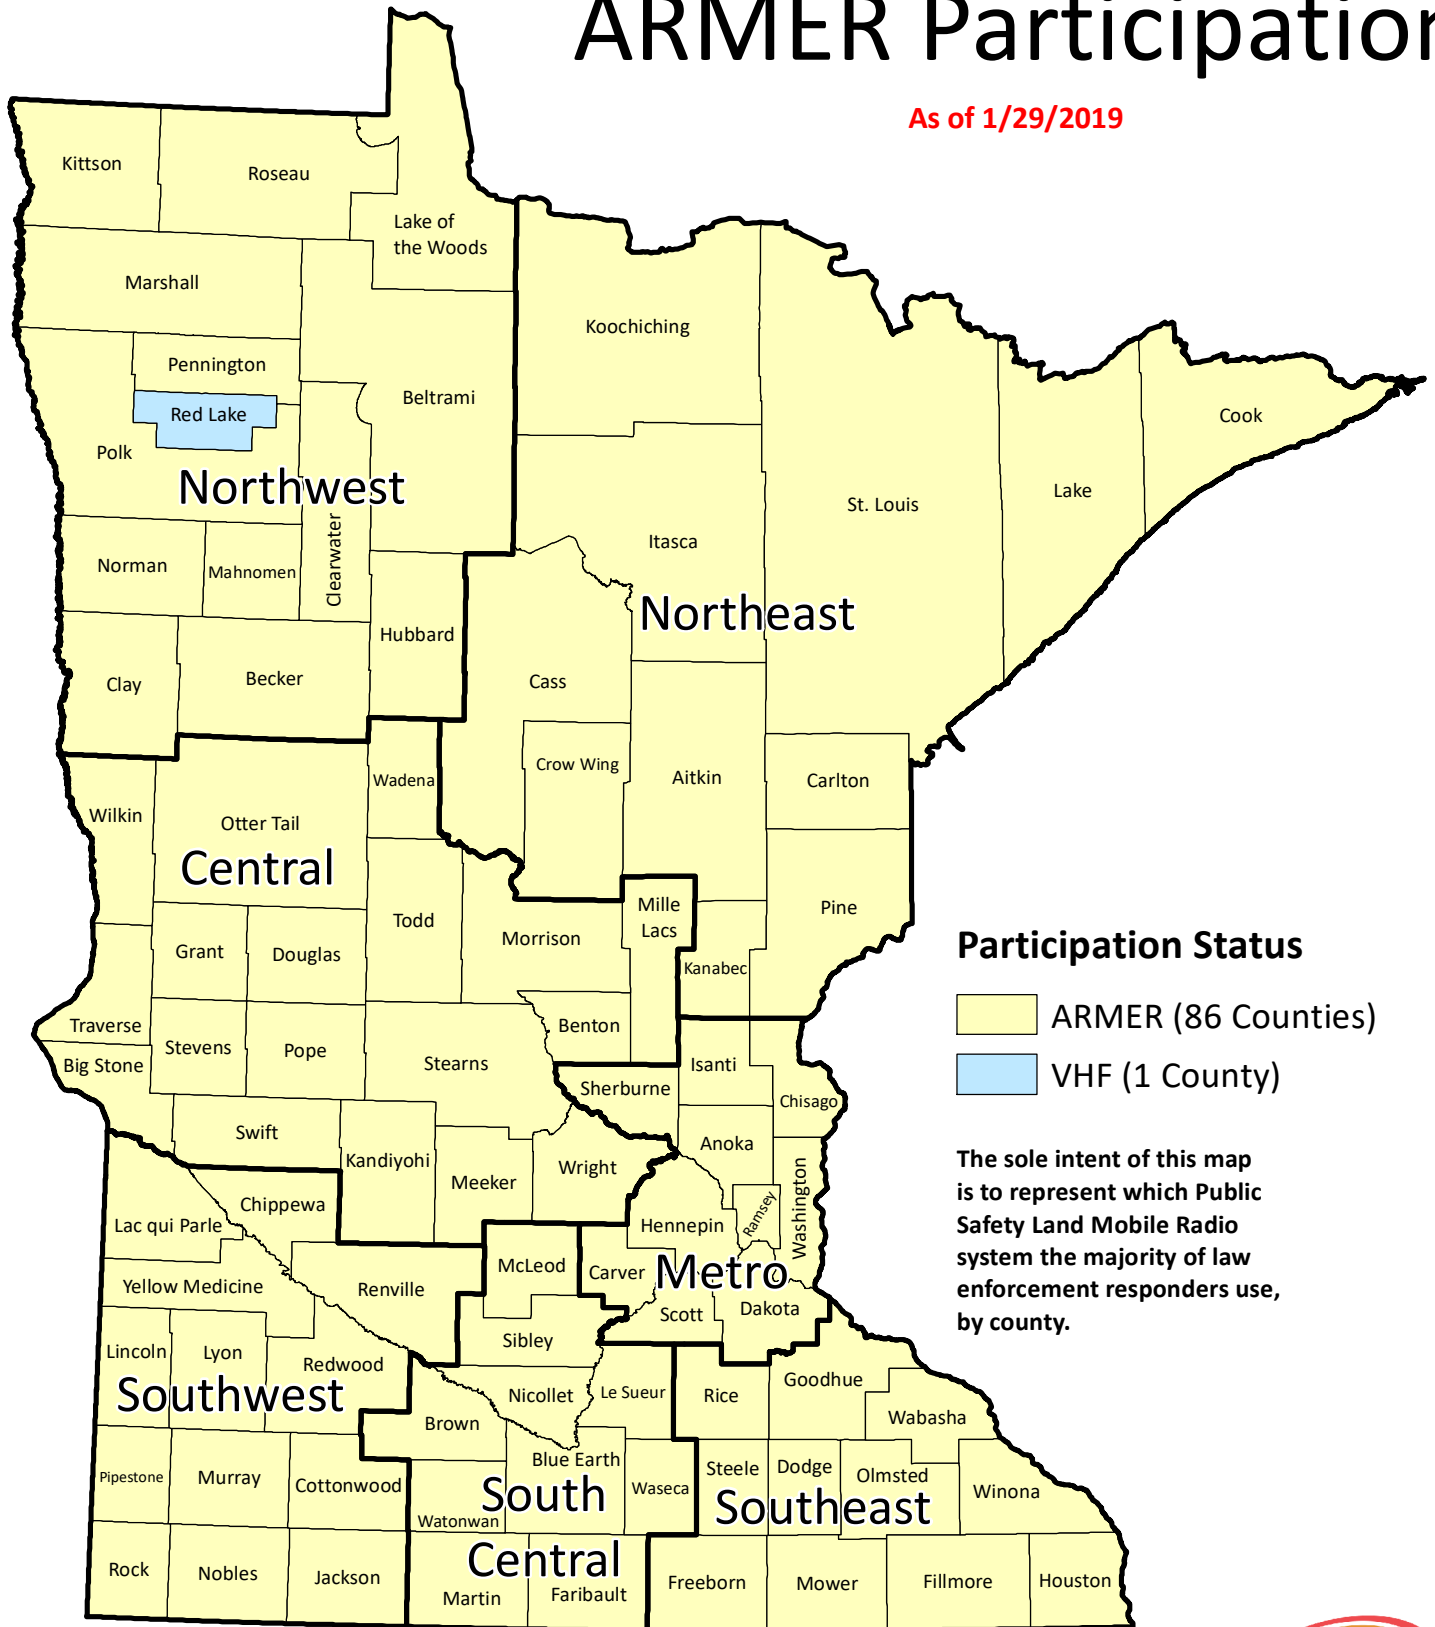 ARMER Participation
As of 1/29/2019
Kittson
Roseau
Lake of
the Woods
Marshall
Koochiching
Pennington
Beltrami
Red Lake
Cook
Polk
Northwest
Lake
St. Louis
Itasca
Norman
Mahnomen
Clearwater
Northeast
Hubbard
Clay
Becker
Cass
Crow Wing
Aitkin
Carlton
Wadena
Wilkin
Otter Tail
Central
Mille
Lacs
Pine
Todd
Morrison
Grant
Douglas
Kanabec
Participation Status
ARMER (86 Counties)
VHF (1 County)
Traverse
Benton
Stevens
Pope
Stearns
Big Stone
Isanti
Sherburne
Chisago
Swift
Anoka
Kandiyohi
Wright
Meeker
Washington
The sole intent of this map
is to represent which Public
Safety Land Mobile Radio
system the majority of law
enforcement responders use,
by county.
Chippewa
Lac qui Parle
Hennepin
Ramsey
McLeod
Carver
Metro
Yellow Medicine
Renville
Scott
Dakota
Sibley
Lincoln
Lyon
Redwood
Southwest
Nicollet
Le Sueur
Rice
Goodhue
Wabasha
Brown
Blue Earth
Pipestone
Murray
Cottonwood
South
Central
Waseca
Steele
Dodge
Olmsted
Southeast
Winona
Watonwan
Rock
Nobles
Jackson
Martin
Faribault
Freeborn
Mower
Fillmore
Houston